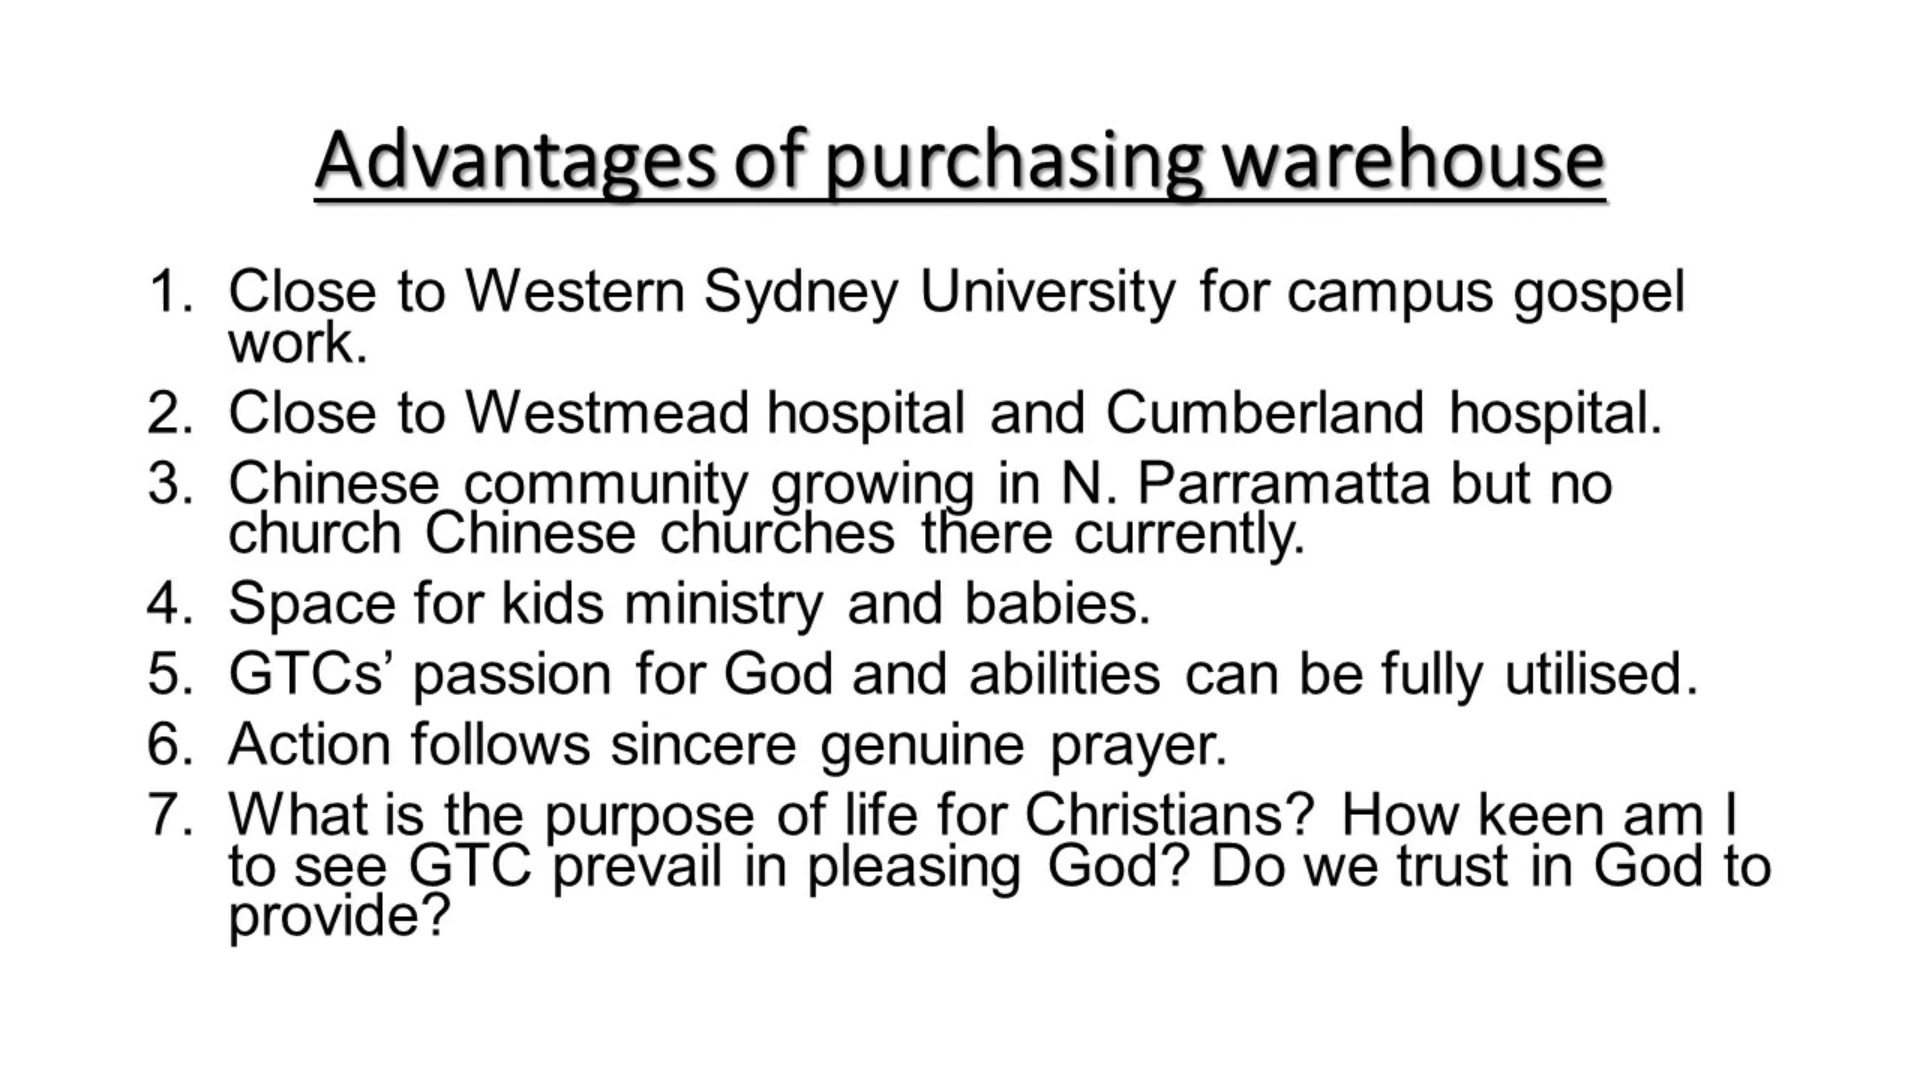 Advantages of purchasing warehouse
1. Close to Western Sydney University for campus gospel
work.
2. Close to Westmead hospital and Cumberland hospital.
3. Chinese community growing in N. Parramatta but no
church Chinese churches there currently.
4. Space for kids ministry and babies.
5. GTCs’ passion for God and abilities can be fully utilised.
6. Action follows sincere genuine prayer.
7. What is the purpose of life for Christians? How keen am I
to see GTC prevail in pleasing God? Do we trust in God to
provide?